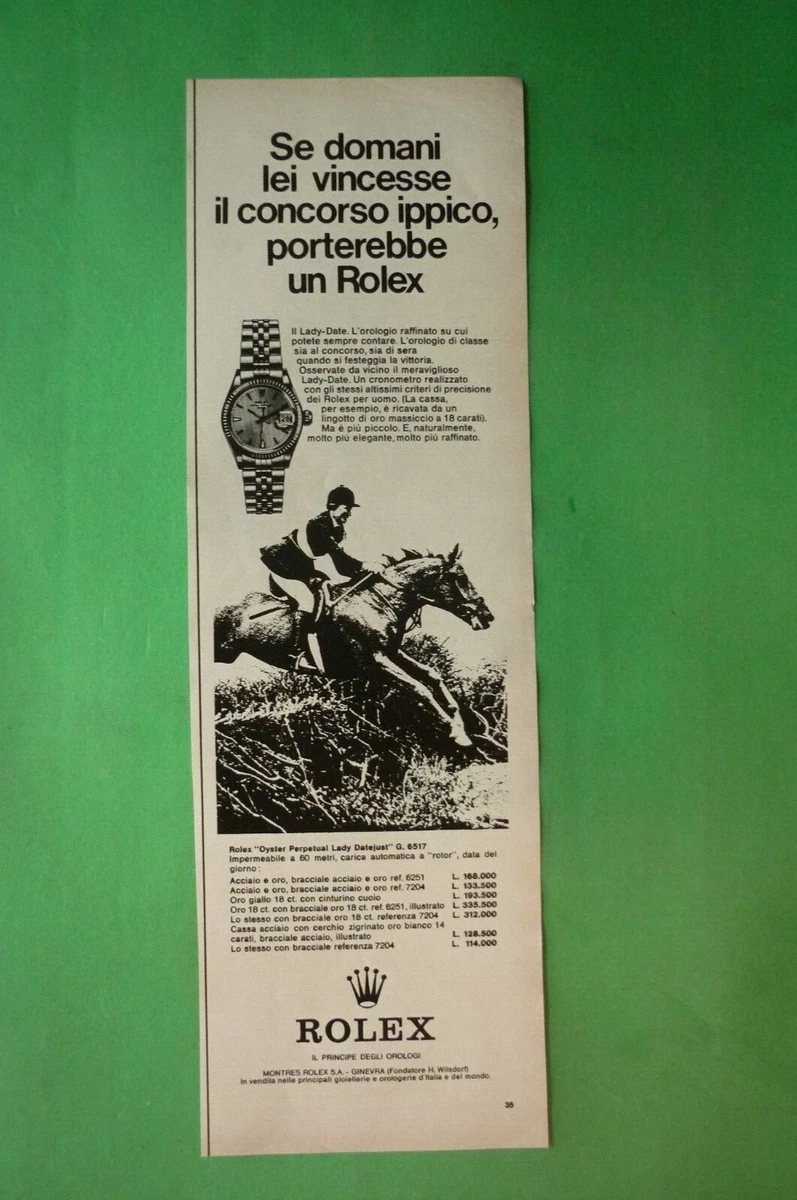 Se domani
lei vincesse
il concorso ippico,
porterebbe
un Rolex
Il Lady-Date. L'orologio raffinato su cui
potete sempre contare. L'orologio di classe
sia al concorso, sia di sera
quando si festeggia la vittoria.
Osservate da vicino il meraviglioso
Lady-Date. Un cronometro realizzato
con gli stessi altissimi criteri di precisione
dei Rolex per uomo. (La cassa,
per esempio, è ricavata da un
lingotto di oro massiccio a 18 carati).
Ma è più piccolo. E, naturalmente,
molto più elegante, molto più raffinato.
Rolex "Oyster Perpetual Lady Datejust" G. 6517
Impermeabile a 60 metri, carica automatica a "rotor", data del
giorno:
Acciaio e oro, bracciale acciaio e oro ref. 6251 L. 168.000
Acciaio e oro, bracciale acciaio e oro ref. 7204 L. 133.500
Oro giallo 18 ct. con cinturino cuoio L. 193.500
Oro 18 ct. con bracciale oro 18 ct. ref. 6251, illustrato L. 335.500
Lo stesso con bracciale oro 18 ct. referenza 7204 L. 312.000
Cassa acciaio con cerchio zigrinato oro bianco 14
carati, bracciale acciaio, illustrato L. 128.500
Lo stesso con bracciale referenza 7204 L. 114.000
ROLEX
IL PRINCIPE DEGLI OROLOGI
MONTRES ROLEX S.A. - GINEVRA (Fondatore H. Wilsdorf)
In vendita nelle principali gioiellerie e orologerie d'Italia e del mondo.
35